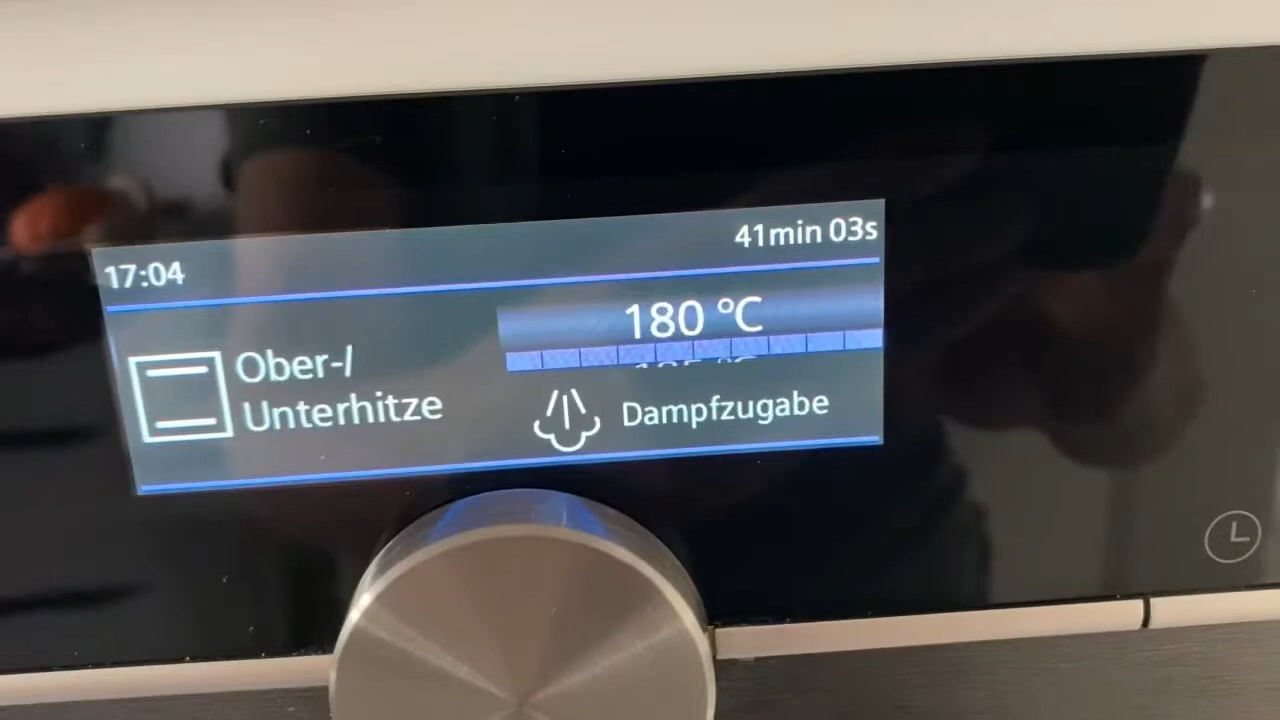 17:04
41min 03s
180 °C
Ober-/
Unterhitze
Dampfzugabe